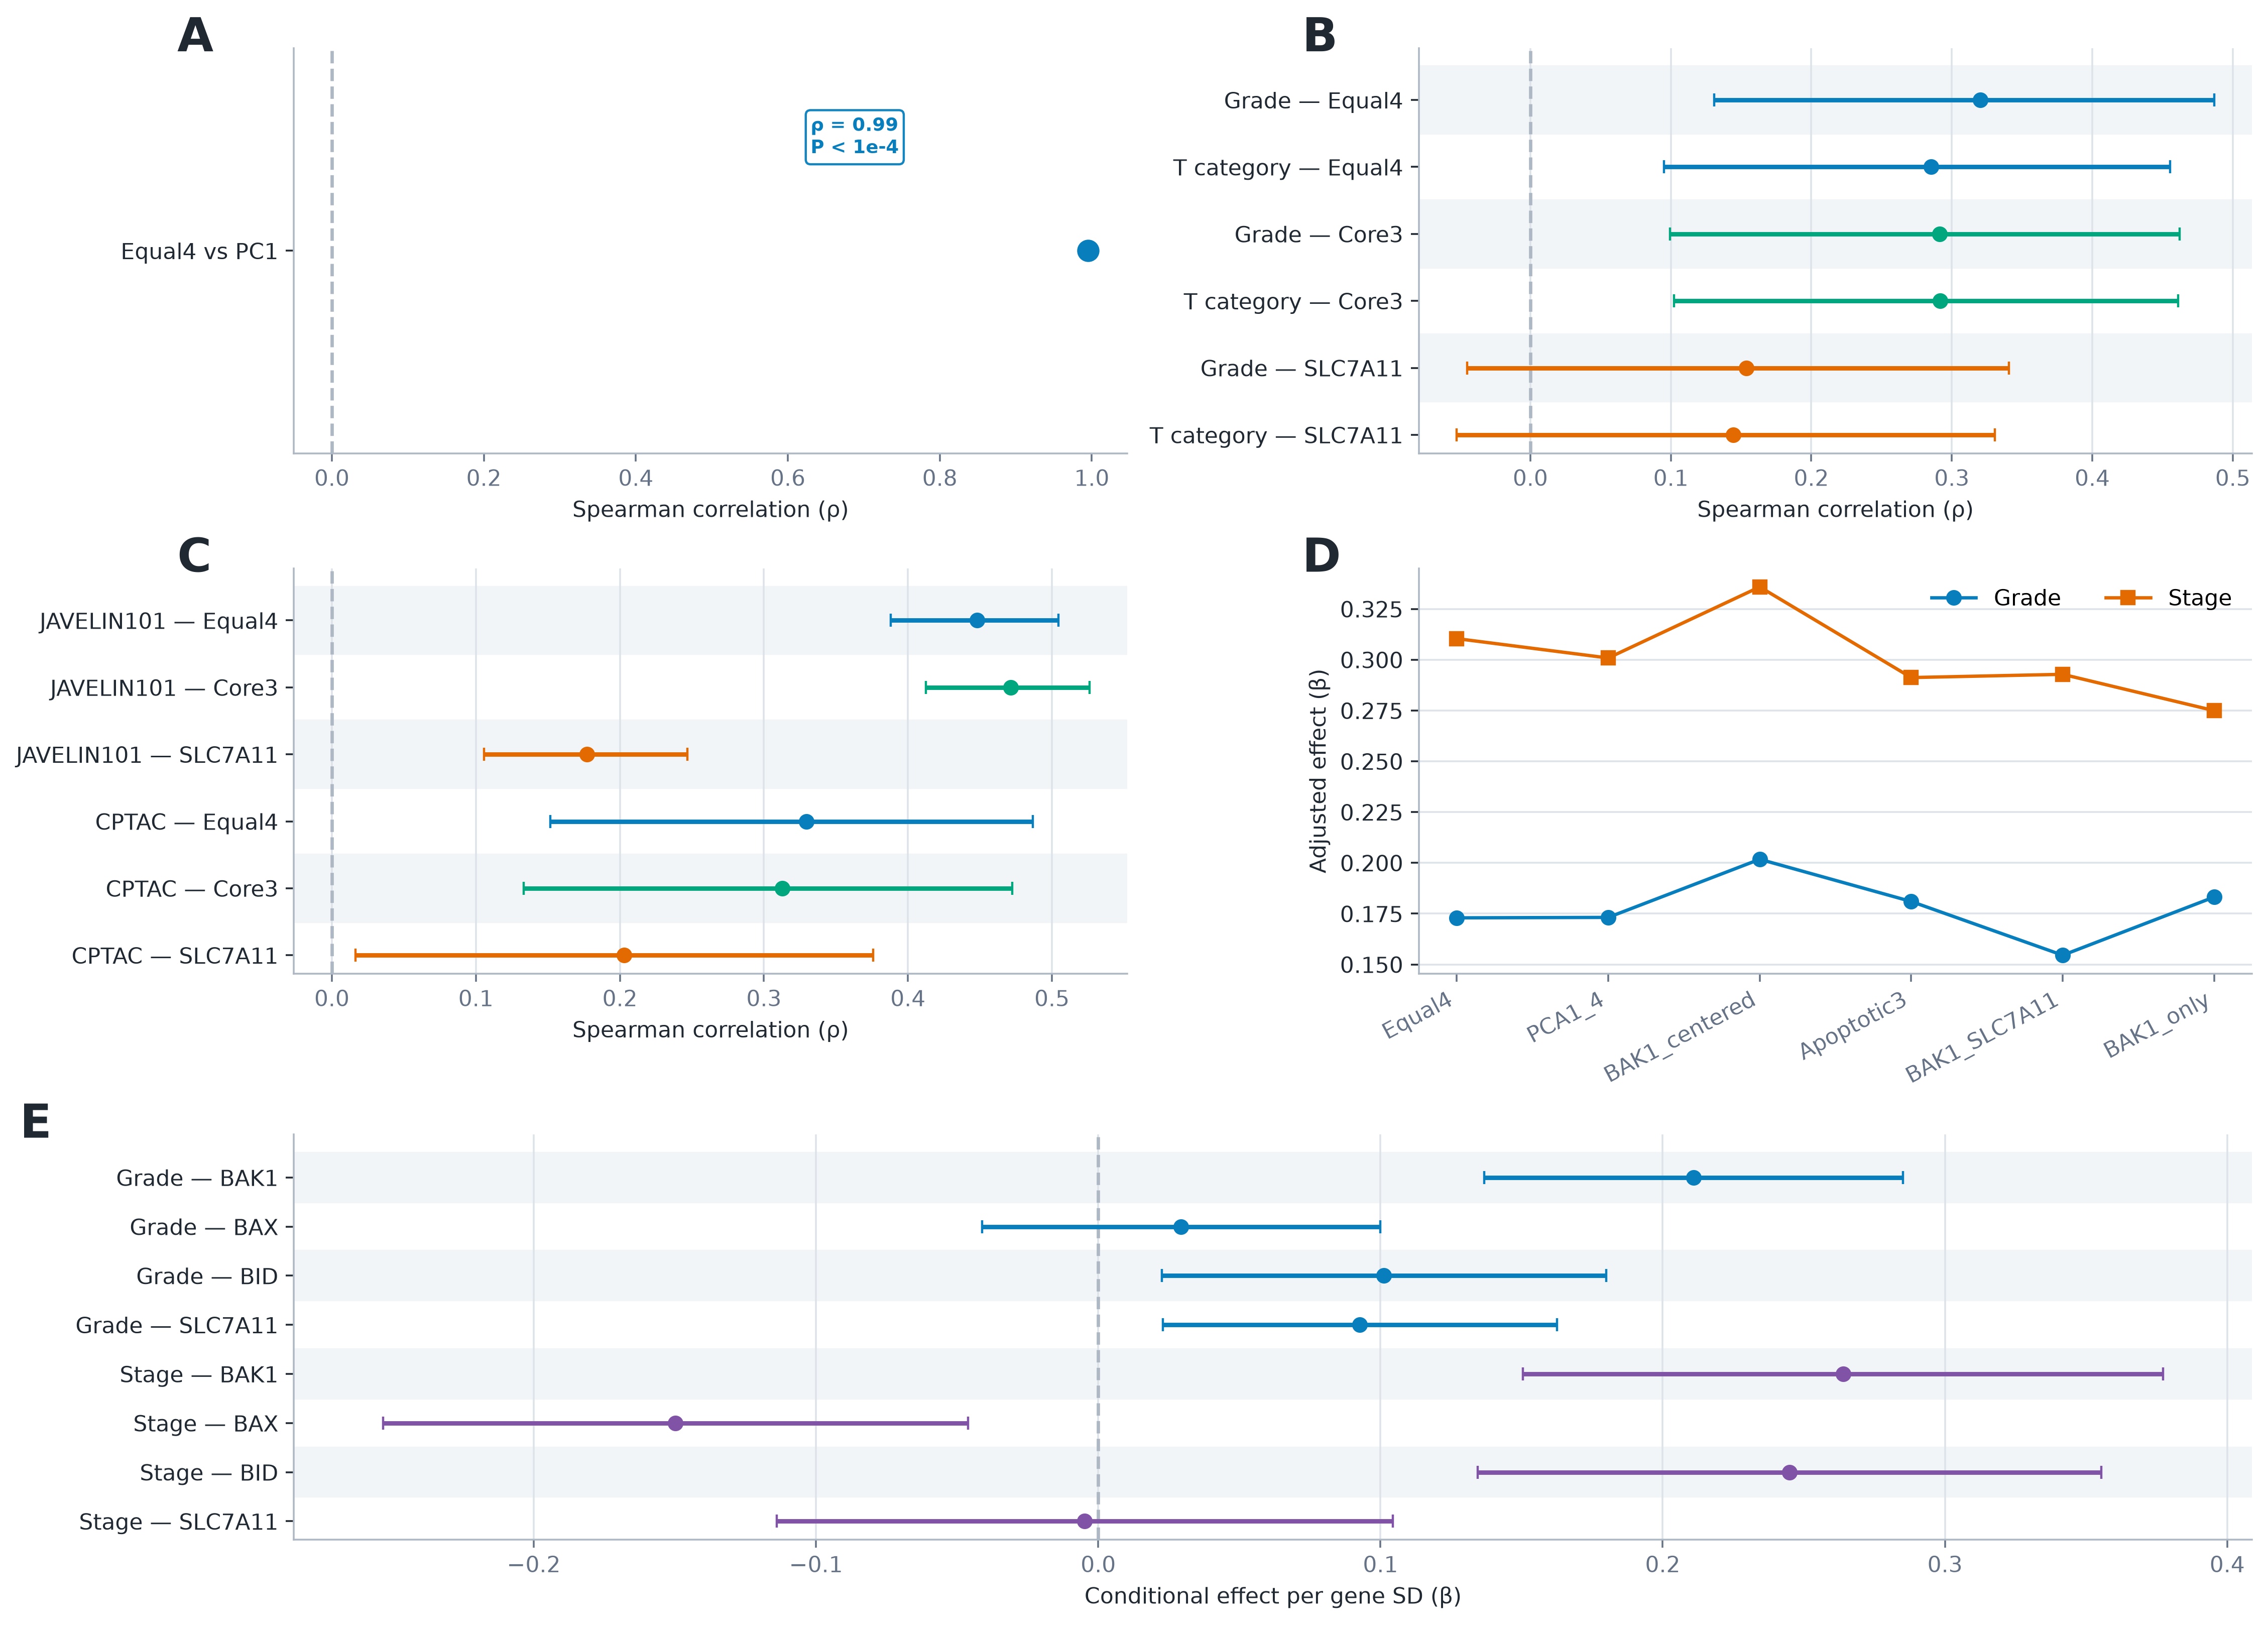 A
ρ = 0.99
P < 1e-4
Equal4 vs PC1
0.0 0.2 0.4 0.6 0.8 1.0
Spearman correlation (ρ)
B
Grade — Equal4
T category — Equal4
Grade — Core3
T category — Core3
Grade — SLC7A11
T category — SLC7A11
0.0 0.1 0.2 0.3 0.4 0.5
Spearman correlation (ρ)
C
JAVELIN101 — Equal4
JAVELIN101 — Core3
JAVELIN101 — SLC7A11
CPTAC — Equal4
CPTAC — Core3
CPTAC — SLC7A11
0.0 0.1 0.2 0.3 0.4 0.5
Spearman correlation (ρ)
D
Grade Stage
Adjusted effect (β)
0.325
0.300
0.275
0.250
0.225
0.200
0.175
0.150
Equal4 PCA1_4 BAK1_centered Apoptotic3 BAK1_SLC7A11 BAK1_only
E
Grade — BAK1
Grade — BAX
Grade — BID
Grade — SLC7A11
Stage — BAK1
Stage — BAX
Stage — BID
Stage — SLC7A11
−0.2 −0.1 0.0 0.1 0.2 0.3 0.4
Conditional effect per gene SD (β)